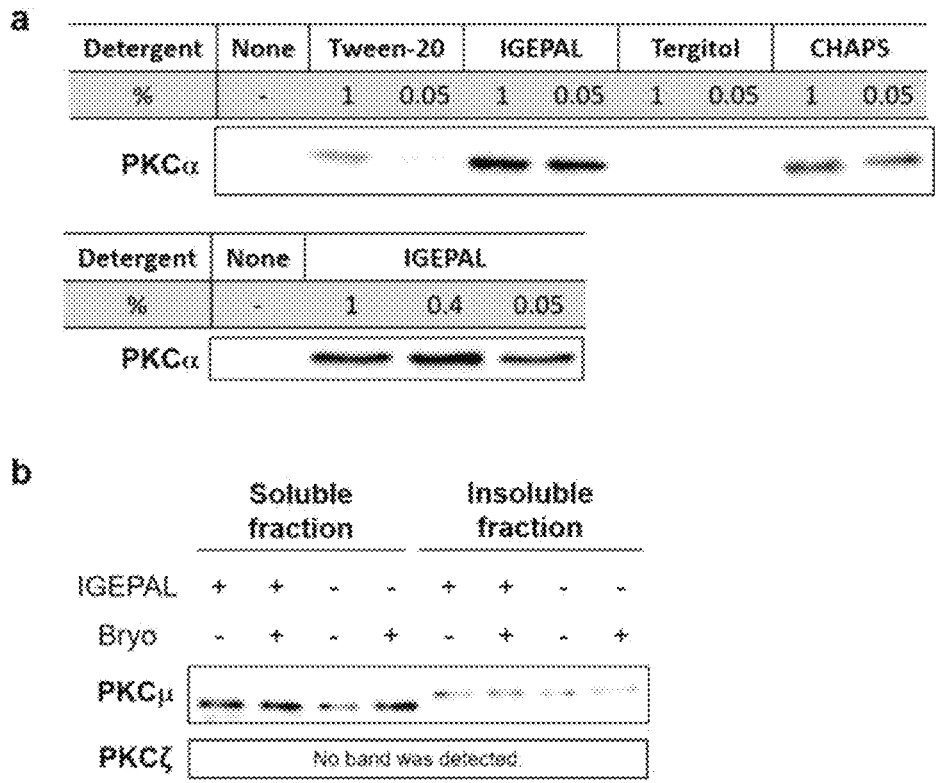 a
Detergent None Tween-20 IGEPAL Tergitol CHAPS
% - 1 0.05 1 0.05 1 0.05 1 0.05
PKCα
Detergent None IGEPAL
% - 1 0.4 0.05
PKCα
b
Soluble fraction Insoluble fraction
IGEPAL + + - - + + - -
Bryo - + - + - + - +
PKCμ
PKCζ No band was detected.